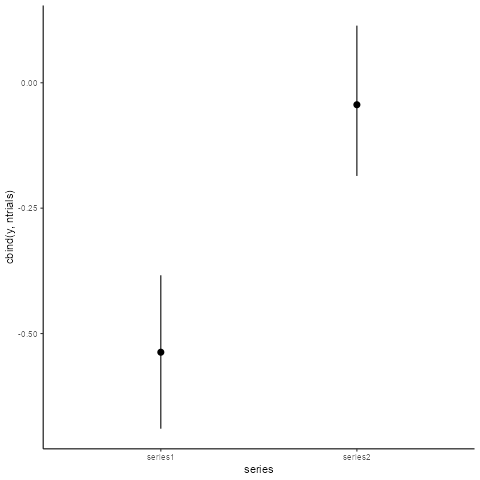 cbind(y, ntrials)
0.00
-0.25
-0.50
series1
series2
series